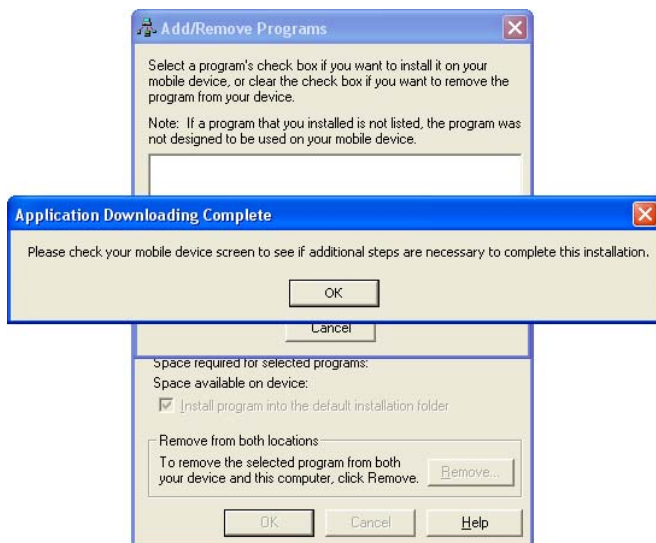 Add/Remove Programs
Select a program's check box if you want to install it on your
mobile device, or clear the check box if you want to remove the
program from your device.
Note: If a program that you installed is not listed, the program was
not designed to be used on your mobile device.
Application Downloading Complete
Please check your mobile device screen to see if additional steps are necessary to complete this installation.
OK
Cancel
Space required for selected programs:
Space available on device:
Install program into the default installation folder
Remove from both locations
To remove the selected program from both
your device and this computer, click Remove.
Remove...
OK
Cancel
Help